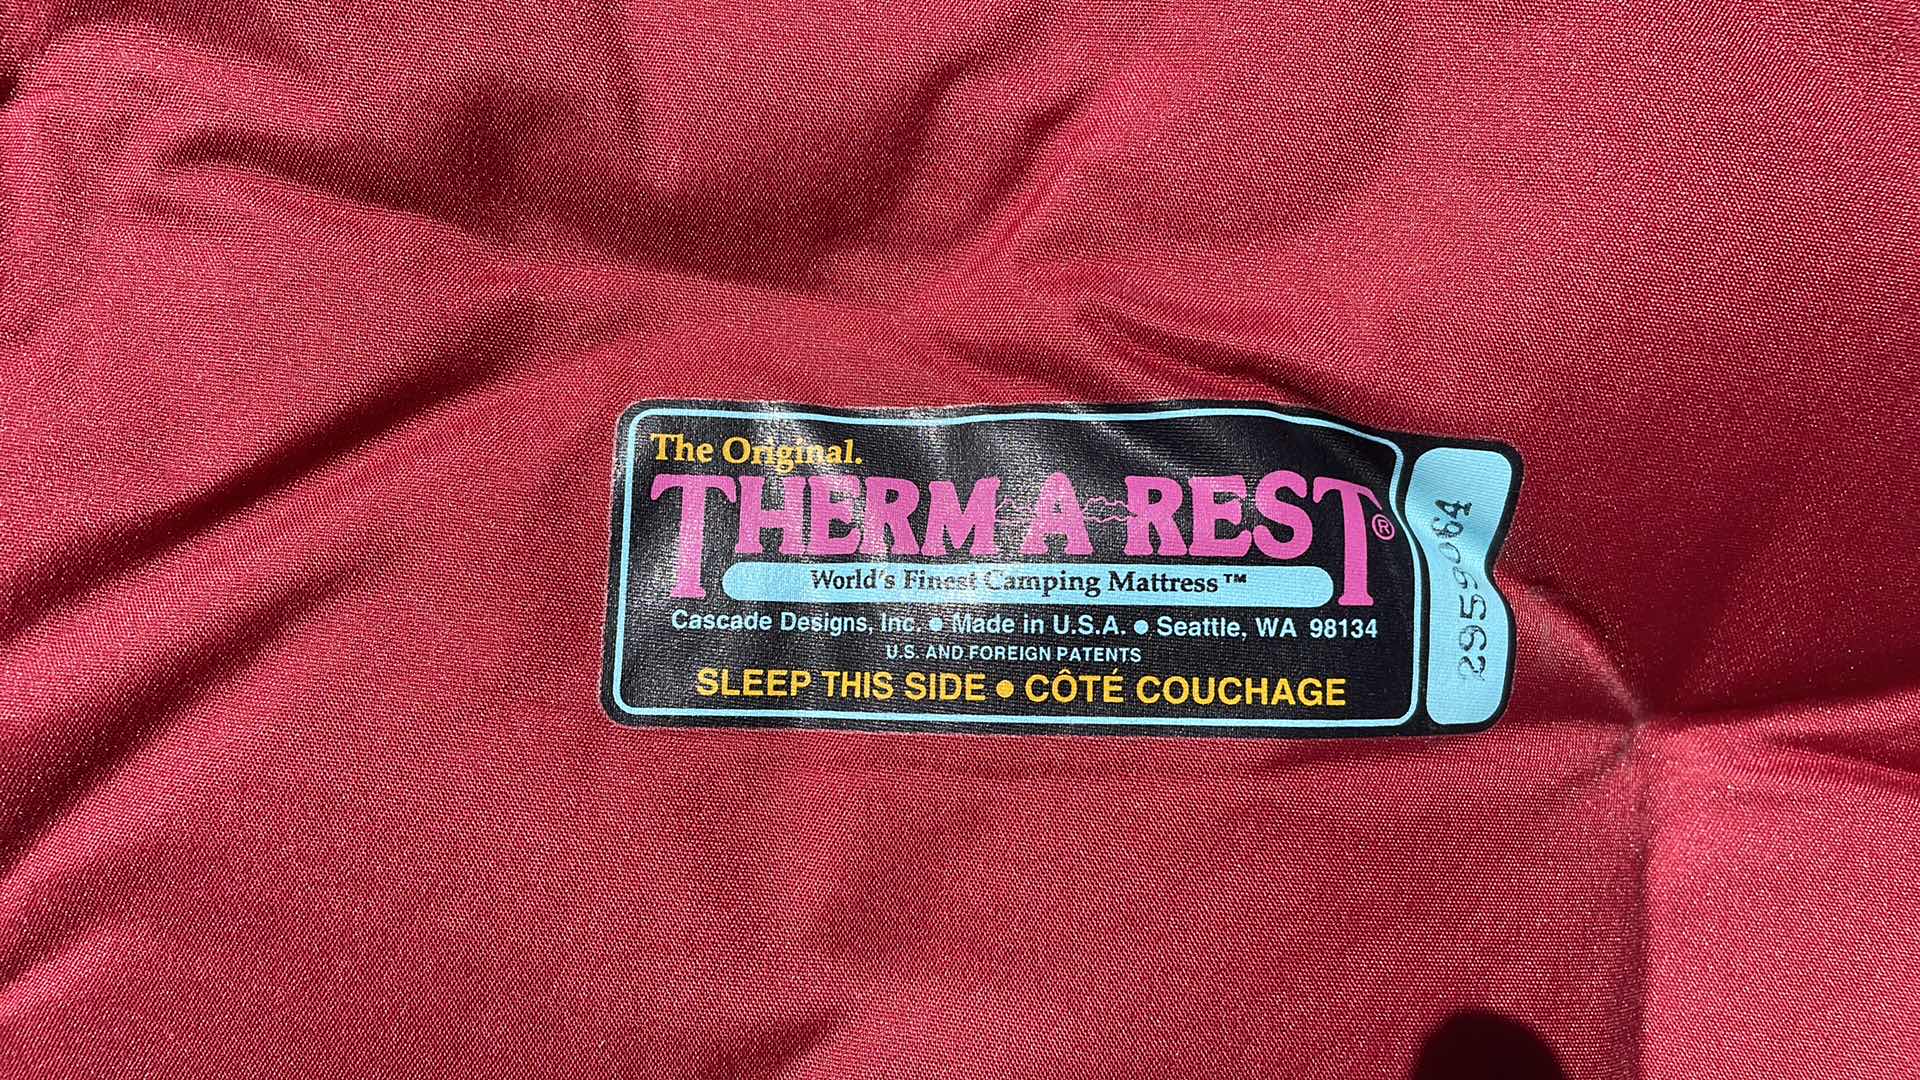 The Original.
THERM-A-REST®
World's Finest Camping Mattress™
Cascade Designs, Inc. ● Made in U.S.A. ● Seattle, WA 98134
U.S. AND FOREIGN PATENTS
SLEEP THIS SIDE ● CÔTÉ COUCHAGE
2959064